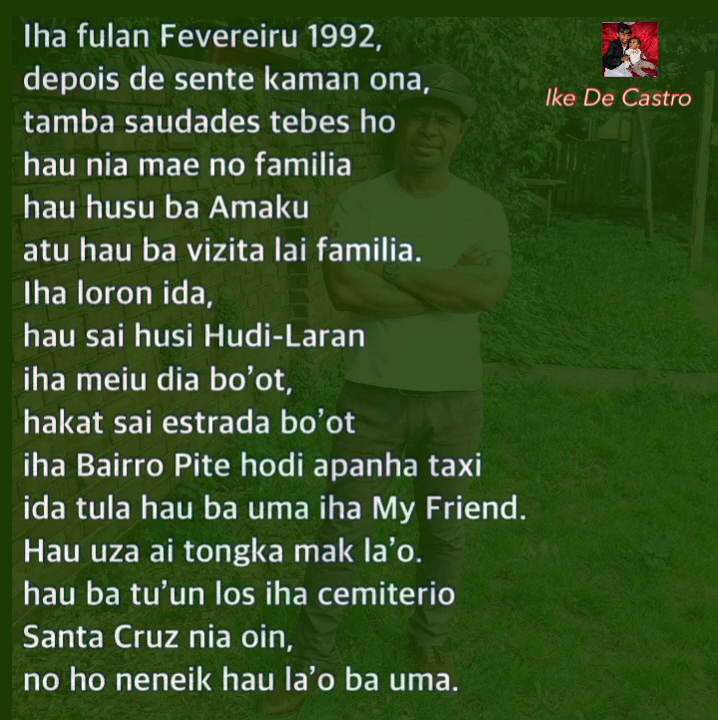 Iha fulan Fevereiru 1992,
depois de sente kaman ona,
tamba saudades tebes ho
hau nia mae no familia
hau husu ba Amaku
atu hau ba vizita lai familia.
Iha loron ida,
hau sai husi Hudi-Laran
iha meiu dia bo’ot,
hakat sai estrada bo’ot
iha Bairro Pite hodi apanha taxi
ida tula hau ba uma iha My Friend.
Hau uza ai tongka mak la’o.
hau ba tu’un los iha cemiterio
Santa Cruz nia oin,
no ho neneik hau la’o ba uma.
Ike De Castro